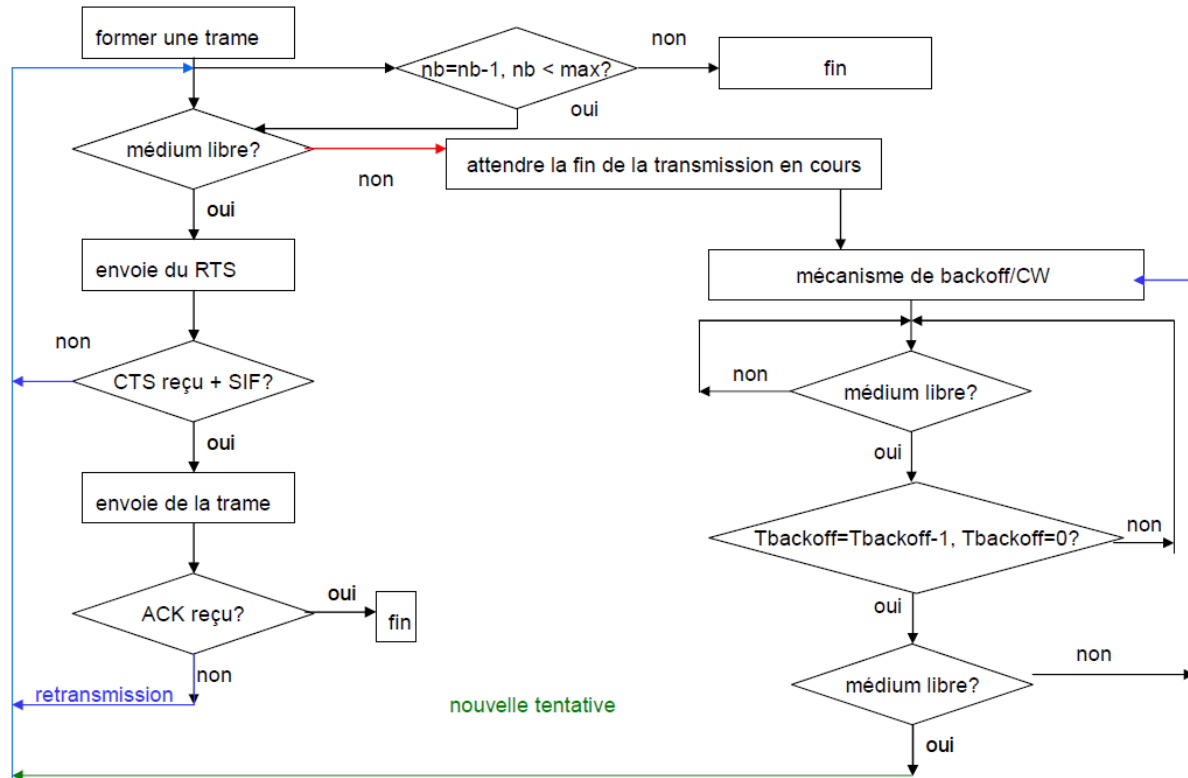 former une trame
non
nb=nb-1, nb < max?
fin
oui
médium libre?
non
attendre la fin de la transmission en cours
oui
envoie du RTS
mécanisme de backoff/CW
non
CTS reçu + SIF?
non
médium libre?
oui
oui
envoie de la trame
Tbackoff=Tbackoff-1, Tbackoff=0?
non
ACK reçu?
oui
fin
oui
non
retransmission
médium libre?
non
nouvelle tentative
oui